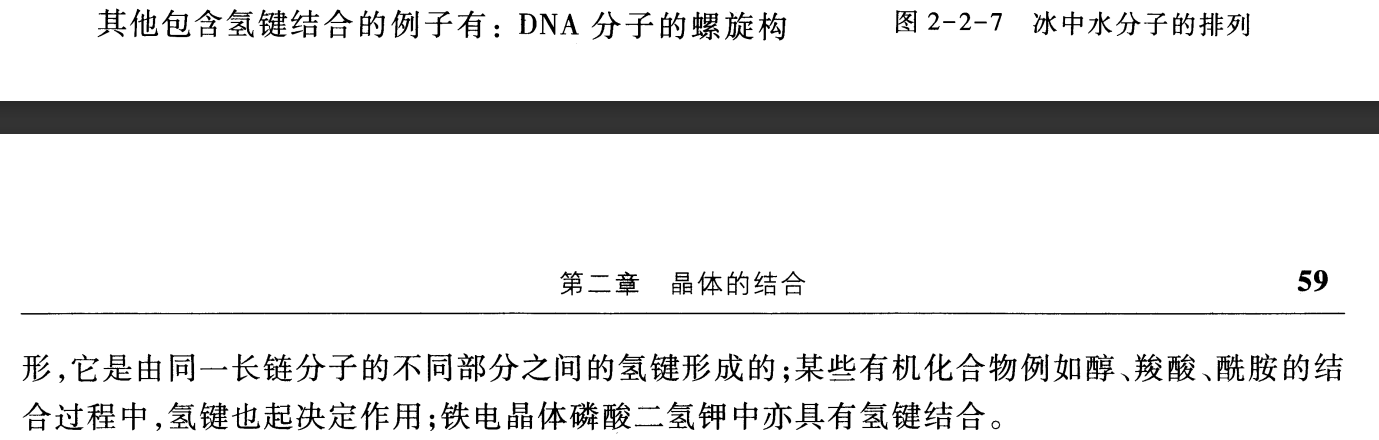 其他包含氢键结合的例子有：DNA 分子的螺旋构
图 2-2-7 冰中水分子的排列
第二章 晶体的结合 59
形,它是由同一长链分子的不同部分之间的氢键形成的;某些有机化合物例如醇、羧酸、酰胺的结
合过程中,氢键也起决定作用;铁电晶体磷酸二氢钾中亦具有氢键结合。